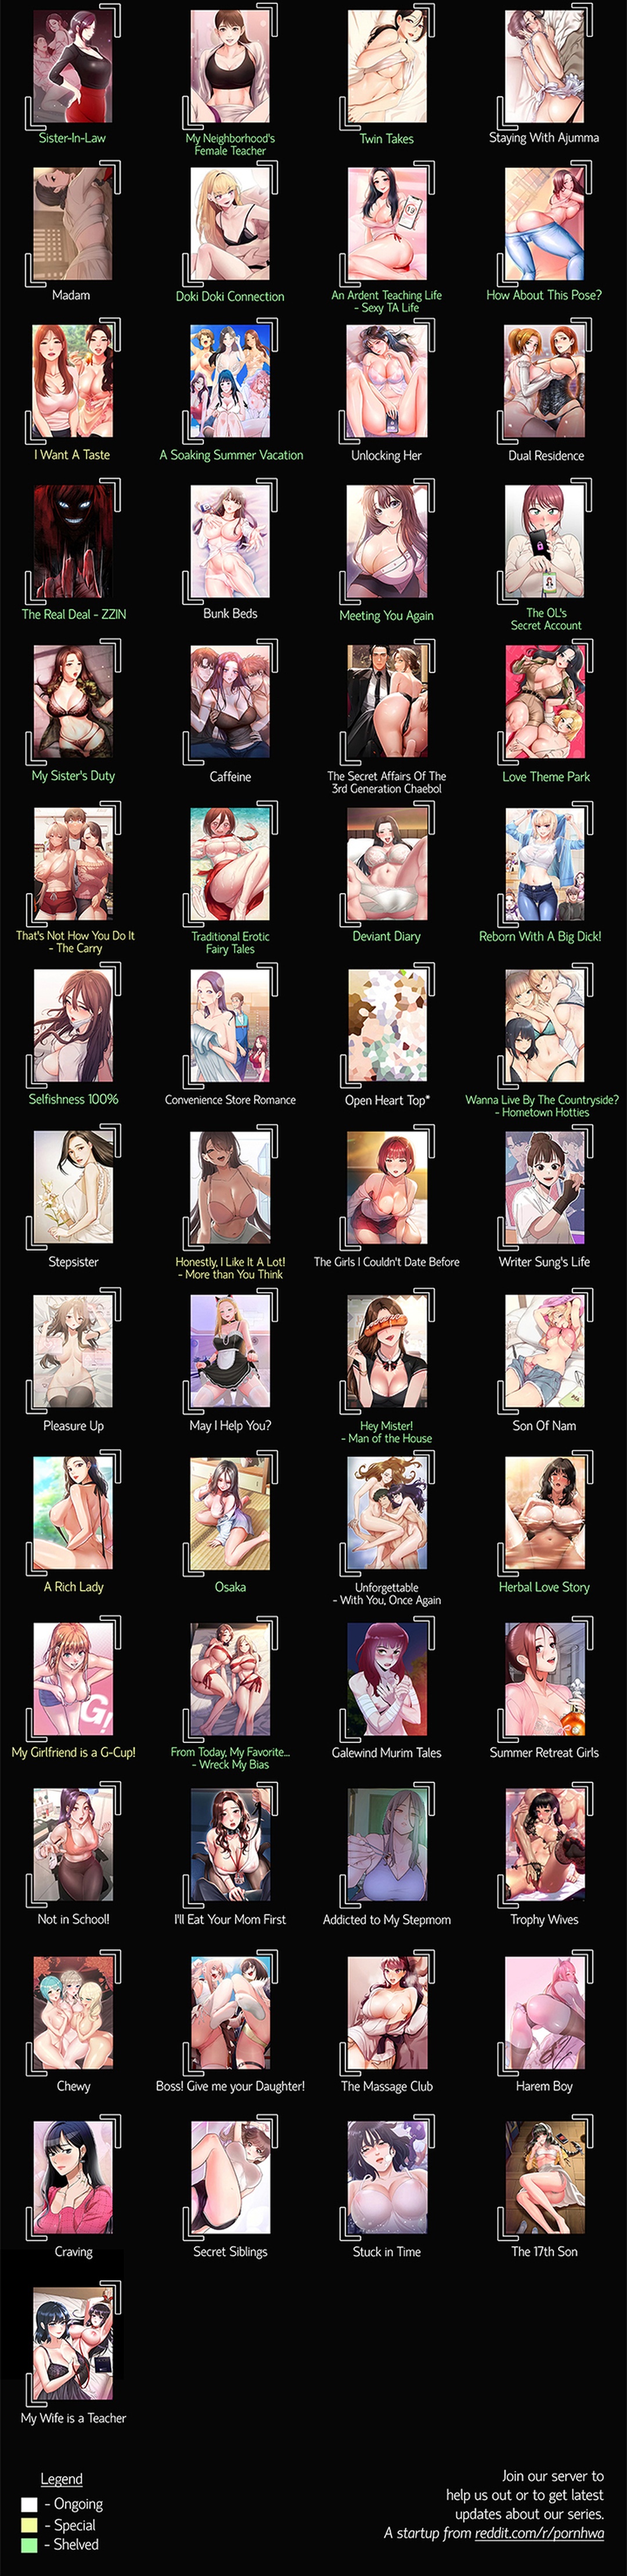 Sister-In-Law
My Neighborhood's
Female Teacher
Twin Takes
Staying With Ajumma
Madam
Doki Doki Connection
An Ardent Teaching Life
- Sexy TA Life
How About This Pose?
I Want A Taste
A Soaking Summer Vacation
Unlocking Her
Dual Residence
The Real Deal - ZZIN
Bunk Beds
Meeting You Again
The OL's
Secret Account
My Sister's Duty
Caffeine
The Secret Affairs Of The
3rd Generation Chaebol
Love Theme Park
That's Not How You Do It
- The Carry
Traditional Erotic
Fairy Tales
Deviant Diary
Reborn With A Big Dick!
Selfishness 100%
Convenience Store Romance
Open Heart Top*
Wanna Live By The Countryside?
- Hometown Hotties
Stepsister
Honestly, I Like It A Lot!
- More than You Think
The Girls I Couldn't Date Before
Writer Sung's Life
Pleasure Up
May I Help You?
Hey Mister!
- Man of the House
Son Of Nam
A Rich Lady
Osaka
Unforgettable
- With You, Once Again
Herbal Love Story
G!
My Girlfriend is a G-Cup!
From Today, My Favorite...
- Wreck My Bias
Galewind Murim Tales
Summer Retreat Girls
Not in School!
I'll Eat Your Mom First
Addicted to My Stepmom
Trophy Wives
Chewy
Boss! Give me your Daughter!
The Massage Club
Harem Boy
Craving
Secret Siblings
Stuck in Time
The 17th Son
My Wife is a Teacher
Legend
- Ongoing
- Special
- Shelved
Join our server to
help us out or to get latest
updates about our series.
A startup from reddit.com/r/pornhwa